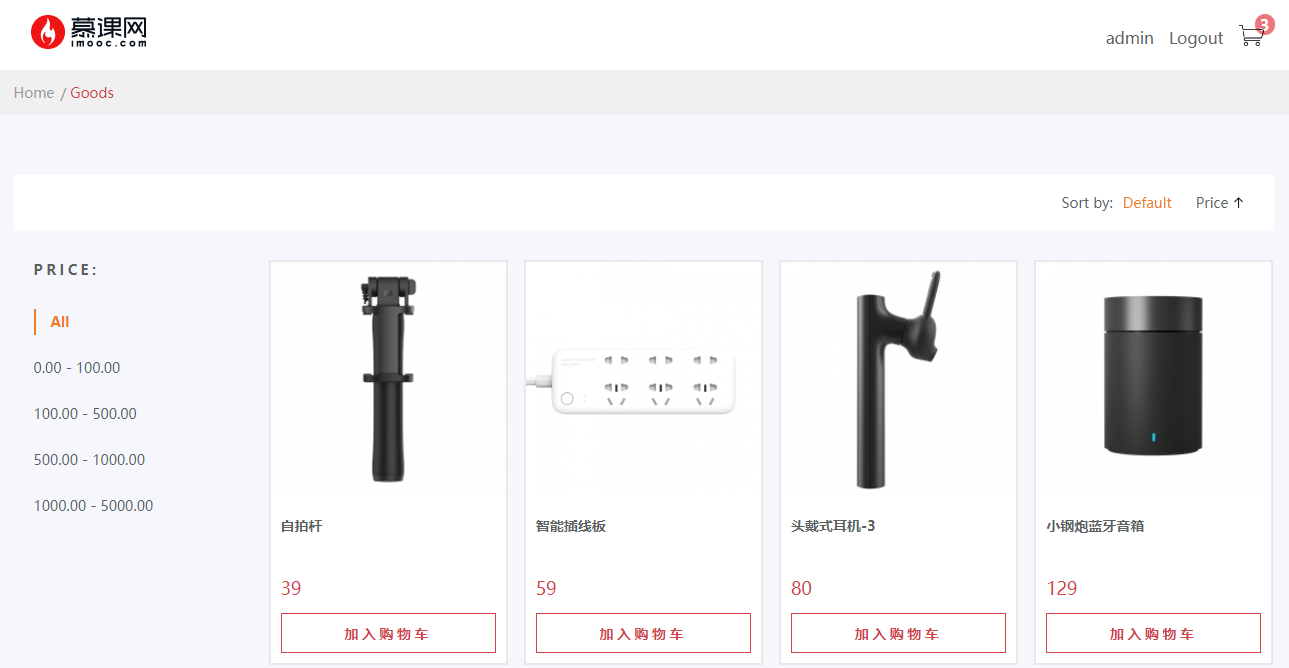 慕课网
imooc.com
admin Logout 3
Home / Goods
Sort by: Default Price ↑
PRICE:
All
0.00 - 100.00
100.00 - 500.00
500.00 - 1000.00
1000.00 - 5000.00
自拍杆
39
加入购物车
智能插线板
59
加入购物车
头戴式耳机-3
80
加入购物车
小钢炮蓝牙音箱
129
加入购物车